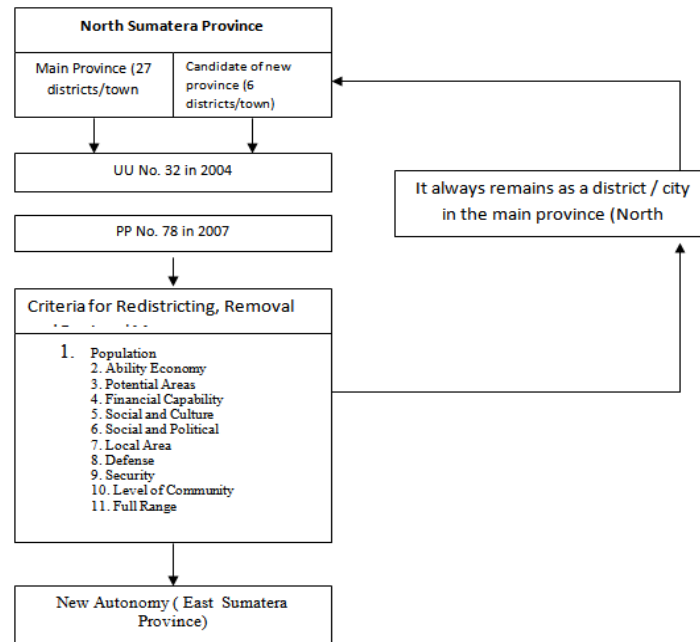 North Sumatera Province
Main Province (27
districts/town
Candidate of new
province (6
districts/town)
UU No. 32 in 2004
It always remains as a district / city
in the main province (North
PP No. 78 in 2007
Criteria for Redistricting, Removal
1. Population
2. Ability Economy
3. Potential Areas
4. Financial Capability
5. Social and Culture
6. Social and Political
7. Local Area
8. Defense
9. Security
10. Level of Community
11. Full Range
New Autonomy ( East Sumatera
Province)